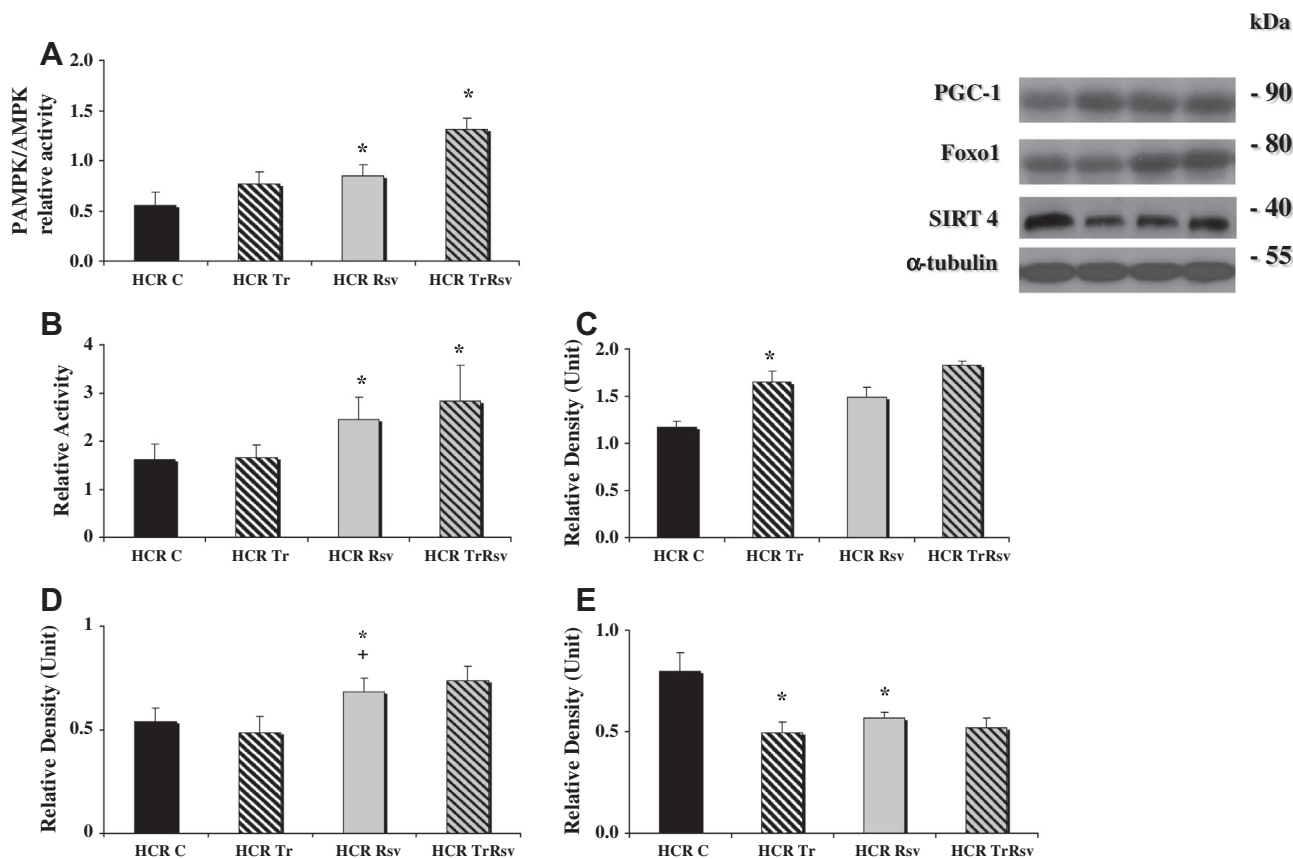 A
PAMPK/AMPK
relative activity
2.0
1.5
1.0
0.5
0.0
*
*
HCR C HCR Tr HCR Rsv HCR TrRsv
kDa
PGC-1 - 90
Foxo1 - 80
SIRT 4 - 40
α-tubulin - 55
B
Relative Activity
4
3
2
1
0
*
*
HCR C HCR Tr HCR Rsv HCR TrRsv
C
Relative Density (Unit)
2.0
1.5
1.0
0.5
0.0
*
HCR C HCR Tr HCR Rsv HCR TrRsv
D
Relative Density (Unit)
1
0.5
0
*
+
HCR C HCR Tr HCR Rsv HCR TrRsv
E
Relative Density (Unit)
1.0
0.5
0.0
*
*
HCR C HCR Tr HCR Rsv HCR TrRsv